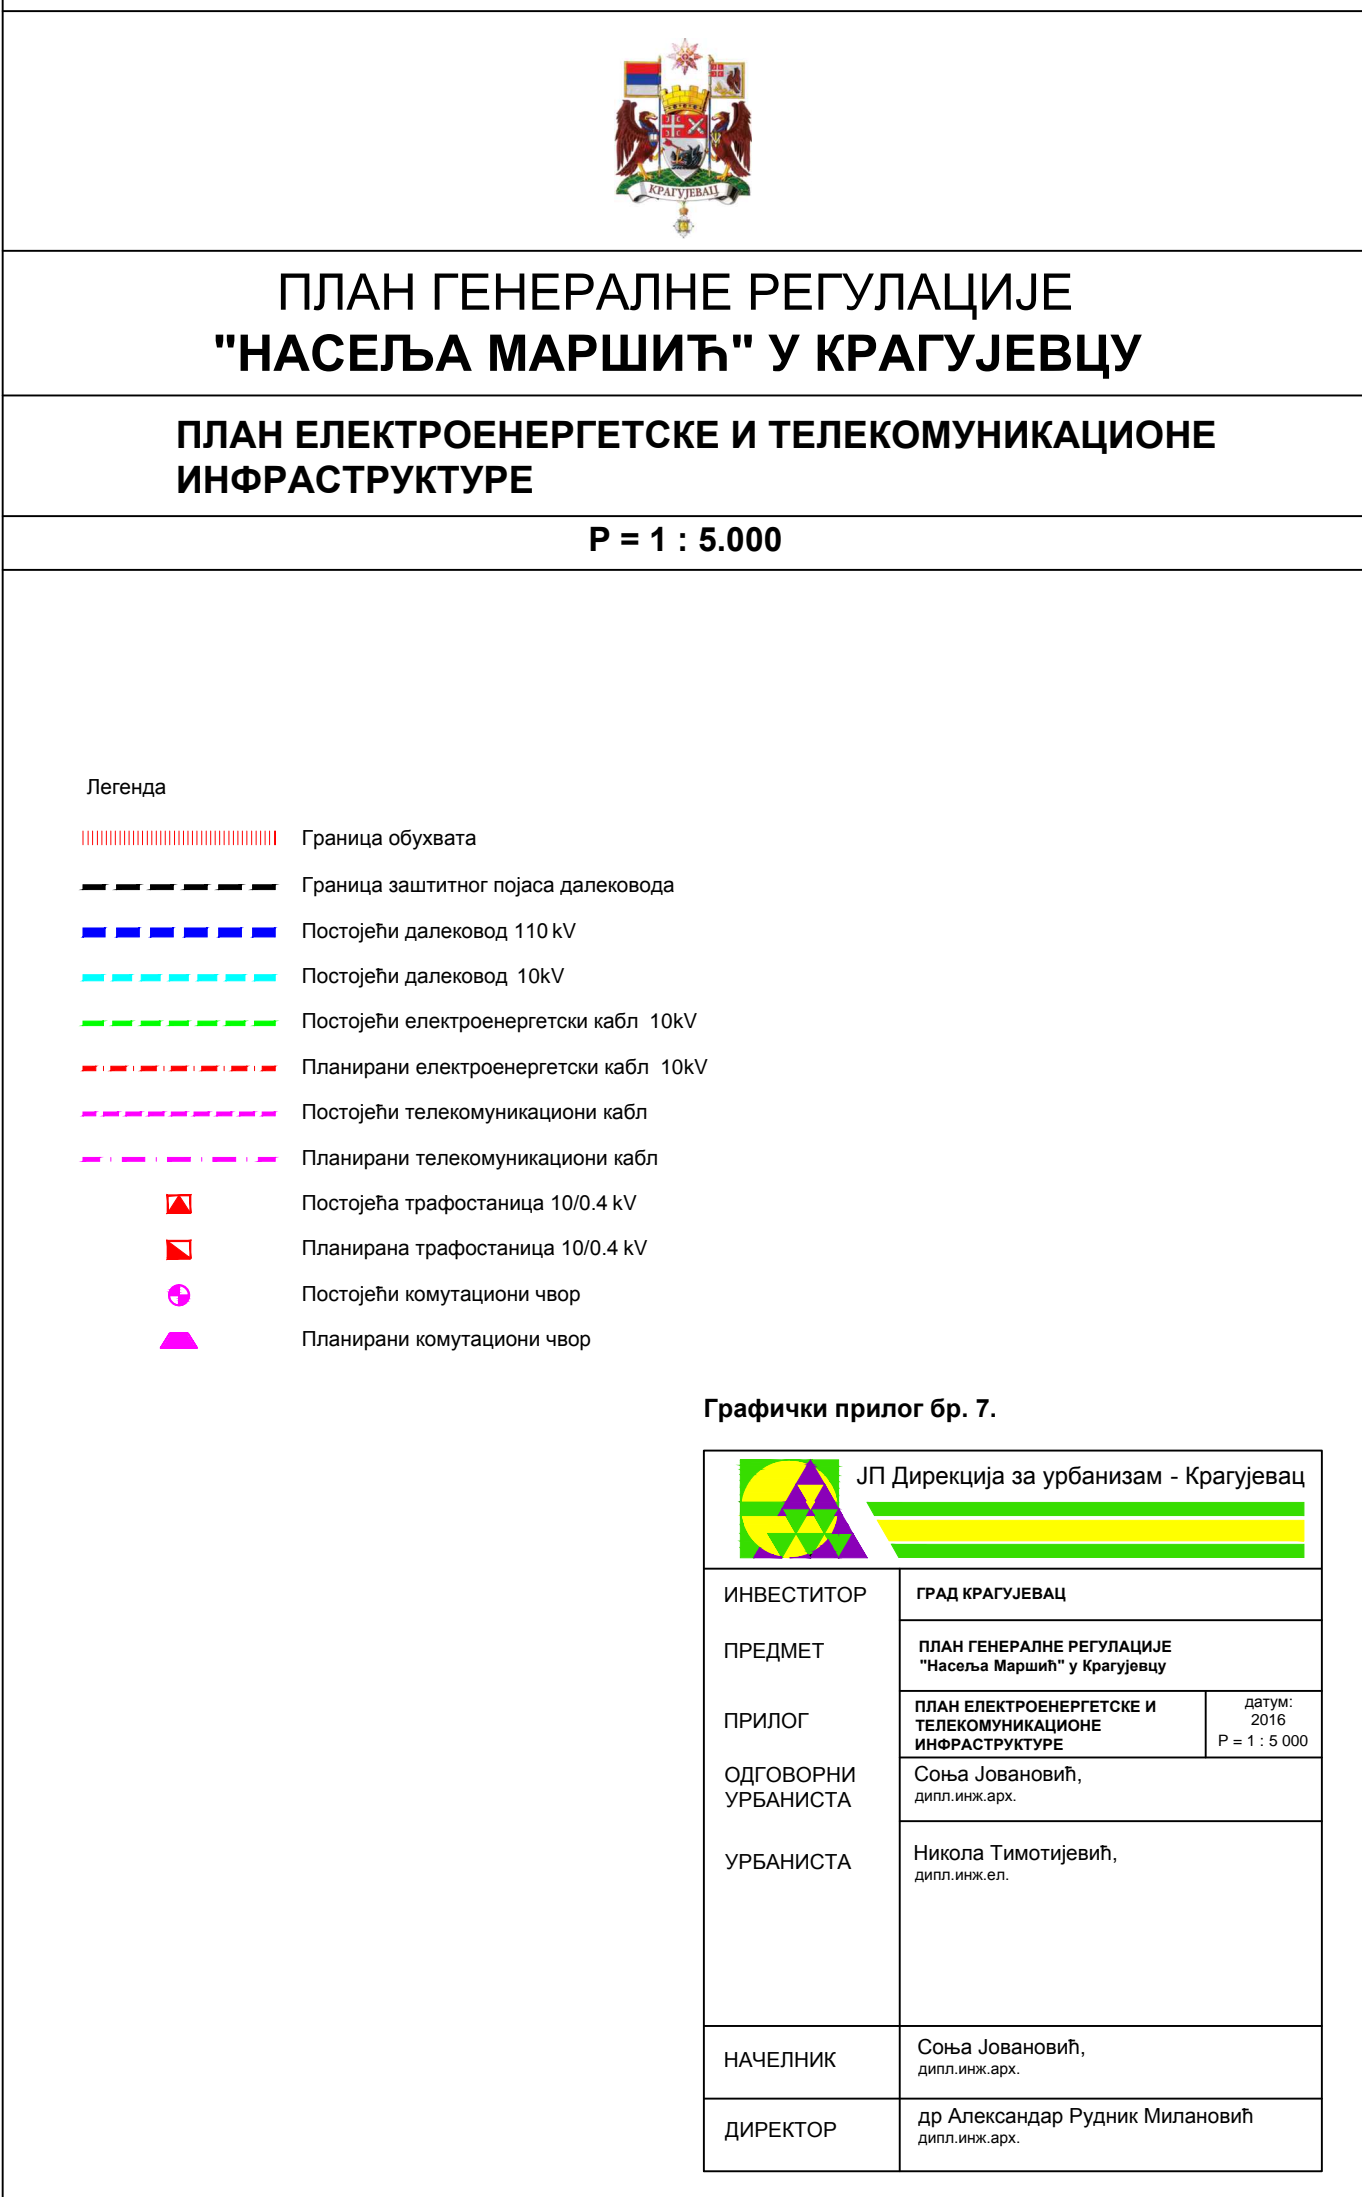 КРАГУЈЕВАЦ
ПЛАН ГЕНЕРАЛНЕ РЕГУЛАЦИЈЕ
"НАСЕЉА МАРШИЋ" У КРАГУЈЕВЦУ
ПЛАН ЕЛЕКТРОЕНЕРГЕТСКЕ И ТЕЛЕКОМУНИКАЦИОНЕ
ИНФРАСТРУКТУРЕ
Р = 1 : 5.000
Легенда
Граница обухвата
Граница заштитног појаса далековода
Постојећи далековод 110 kV
Постојећи далековод 10kV
Постојећи електроенергетски кабл 10kV
Планирани електроенергетски кабл 10kV
Постојећи телекомуникациони кабл
Планирани телекомуникациони кабл
Постојећа трафостаница 10/0.4 kV
Планирана трафостаница 10/0.4 kV
Постојећи комутациони чвор
Планирани комутациони чвор
Графички прилог бр. 7.
ЈП Дирекција за урбанизам - Крагујевац
ИНВЕСТИТОР
ГРАД КРАГУЈЕВАЦ
ПРЕДМЕТ
ПЛАН ГЕНЕРАЛНЕ РЕГУЛАЦИЈЕ
"Насеља Маршић" у Крагујевцу
ПРИЛОГ
ПЛАН ЕЛЕКТРОЕНЕРГЕТСКЕ И
ТЕЛЕКОМУНИКАЦИОНЕ
ИНФРАСТРУКТУРЕ
датум:
2016
Р = 1 : 5 000
ОДГОВОРНИ
УРБАНИСТА
Соња Јовановић,
дипл.инж.арх.
УРБАНИСТА
Никола Тимотијевић,
дипл.инж.ел.
НАЧЕЛНИК
Соња Јовановић,
дипл.инж.арх.
ДИРЕКТОР
др Александар Рудник Милановић
дипл.инж.арх.